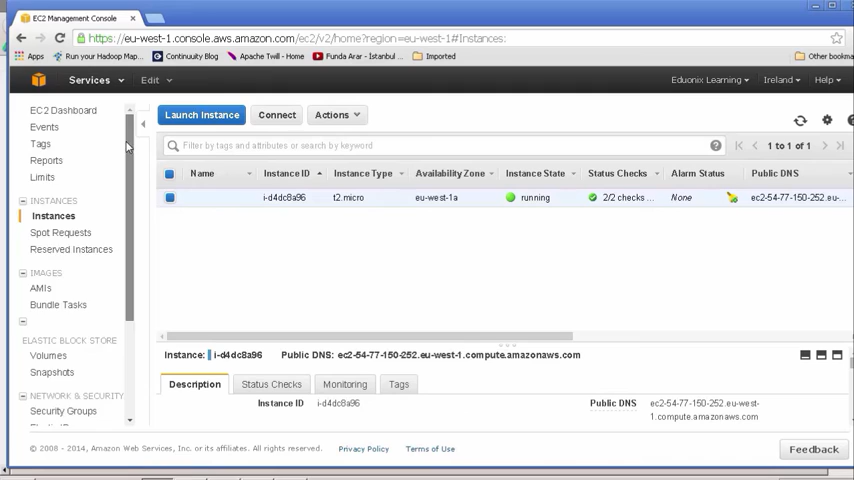 EC2 Management Console
https://eu-west-1.console.aws.amazon.com/ec2/v2/home?region=eu-west-1#Instances:
Apps Run your Hadoop Map... Continuity Blog Apache Twill - Home Funda Arar - İstanbul ... Imported Other bookma
Services Edit Eduonix Learning Ireland Help
EC2 Dashboard
Events
Tags
Reports
Limits
INSTANCES
Instances
Spot Requests
Reserved Instances
IMAGES
AMIs
Bundle Tasks
ELASTIC BLOCK STORE
Volumes
Snapshots
NETWORK & SECURITY
Security Groups
Launch Instance Connect Actions
Filter by tags and attributes or search by keyword 1 to 1 of 1
Name Instance ID Instance Type Availability Zone Instance State Status Checks Alarm Status Public DNS
i-d4dc8a96 t2.micro eu-west-1a running 2/2 checks ... None ec2-54-77-150-252.eu-...
Instance: i-d4dc8a96 Public DNS: ec2-54-77-150-252.eu-west-1.compute.amazonaws.com
Description Status Checks Monitoring Tags
Instance ID i-d4dc8a96 Public DNS ec2-54-77-150-252.eu-west-
1.compute.amazonaws.com
© 2008 - 2014, Amazon Web Services, Inc. or its affiliates. All rights reserved. Privacy Policy Terms of Use Feedback